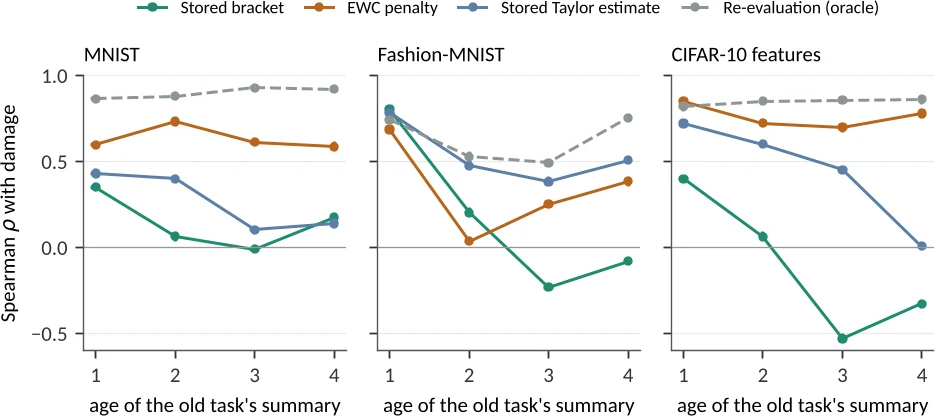 Stored bracket EWC penalty Stored Taylor estimate Re-evaluation (oracle)
MNIST Fashion-MNIST CIFAR-10 features
Spearman ρ with damage
1.0
0.5
0.0
−0.5
1 2 3 4 1 2 3 4 1 2 3 4
age of the old task's summary age of the old task's summary age of the old task's summary